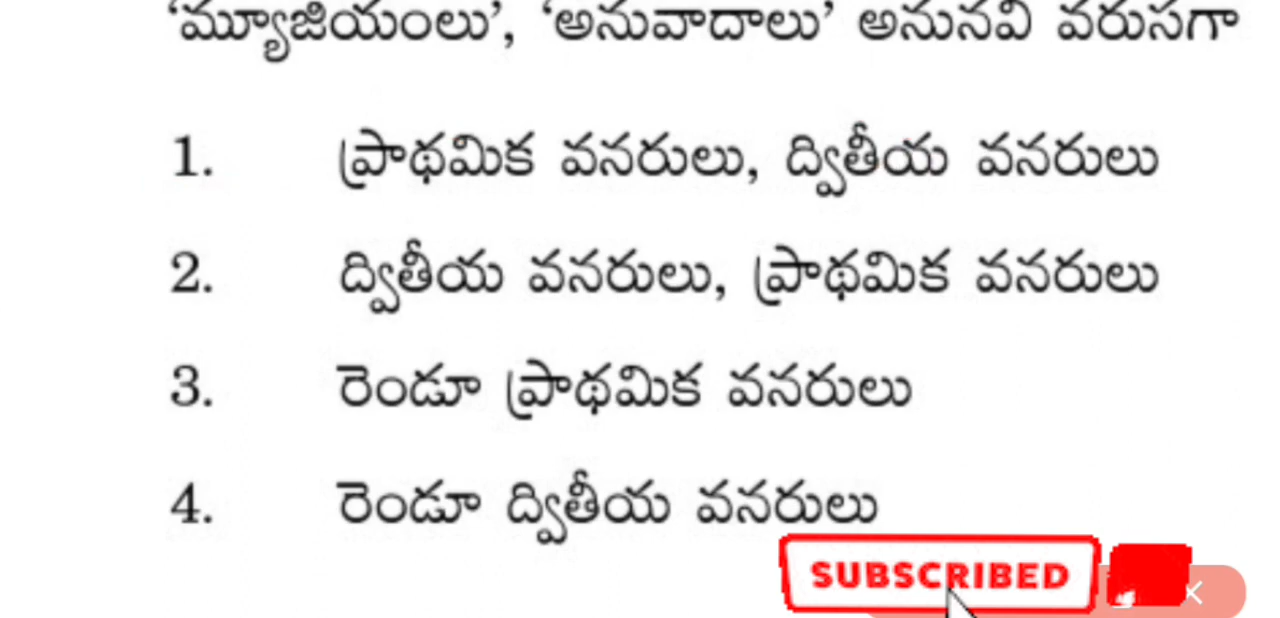 ‘మ్యూజియంలు’, ‘అనువాదాలు’ అనునవి వరుసగా
1. ప్రాథమిక వనరులు, ద్వితీయ వనరులు
2. ద్వితీయ వనరులు, ప్రాథమిక వనరులు
3. రెండూ ప్రాథమిక వనరులు
4. రెండూ ద్వితీయ వనరులు
SUBSCRIBED